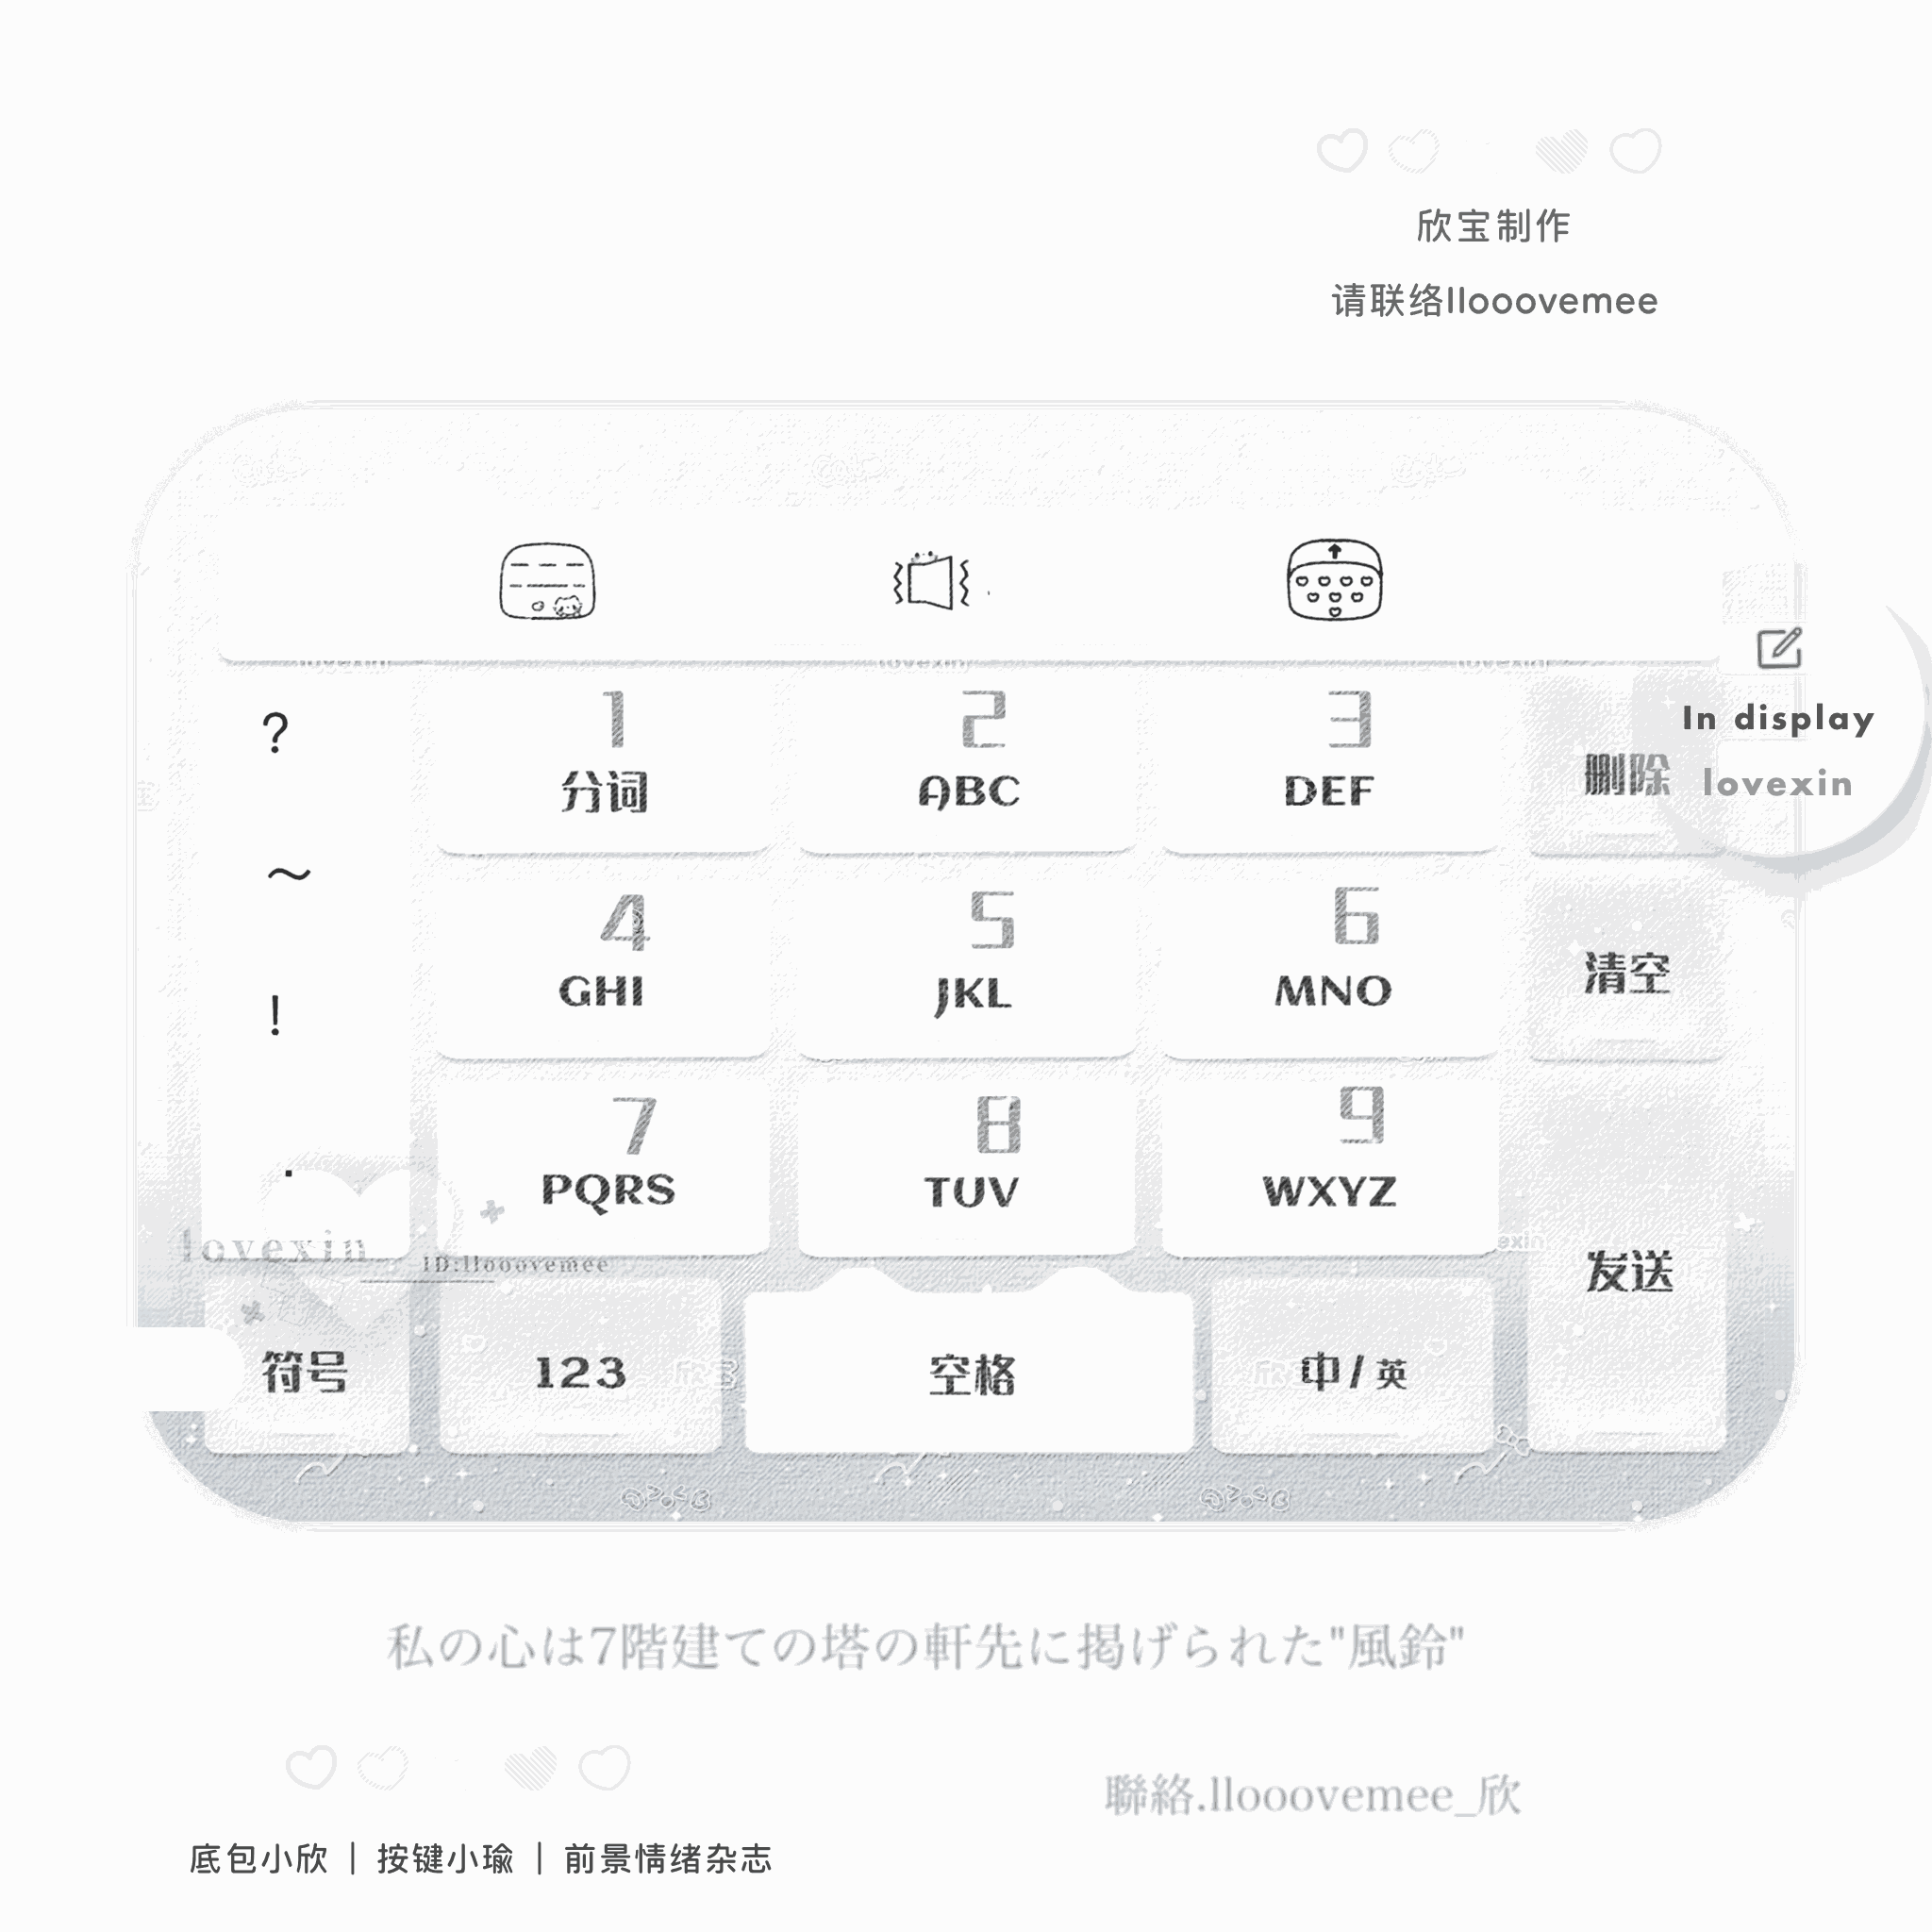 欣宝制作
请联络llooovemee
In display
lovexin
?
1
分词
2
ABC
3
DEF
删除
~
4
GHI
5
JKL
6
MNO
清空
!
7
PQRS
8
TUV
9
WXYZ
.
lovexin
ID:llooovemee
发送
符号
123
空格
中/英
私の心は7階建ての塔の軒先に掲げられた"風鈴"
聯絡.llooovemee_欣
底包小欣 | 按键小瑜 | 前景情绪杂志